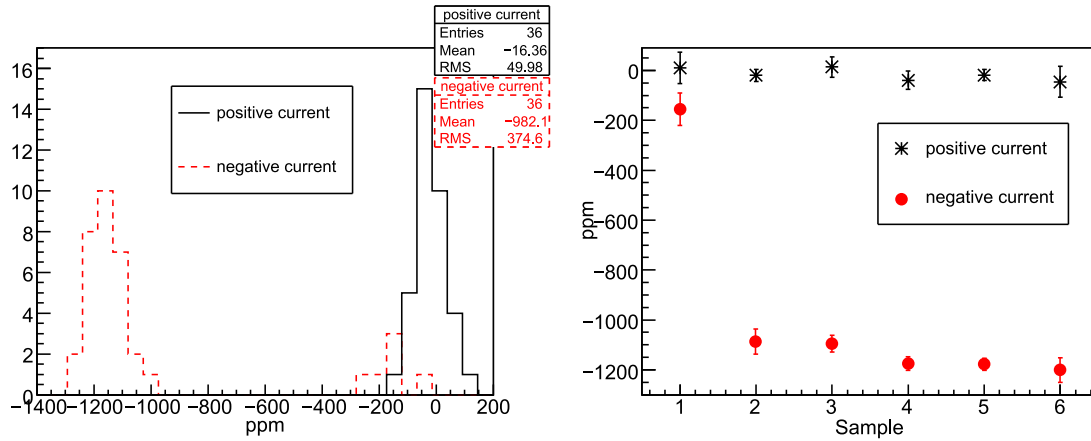 positive current
Entries 36
Mean −16.36
RMS 49.98
negative current
Entries 36
Mean −982.1
RMS 374.6
positive current
negative current
16
14
12
10
8
6
4
2
0
−1400 −1200 −1000 −800 −600 −400 −200 0 200
ppm
positive current
negative current
0
−200
−400
−600
−800
−1000
−1200
ppm
1 2 3 4 5 6
Sample